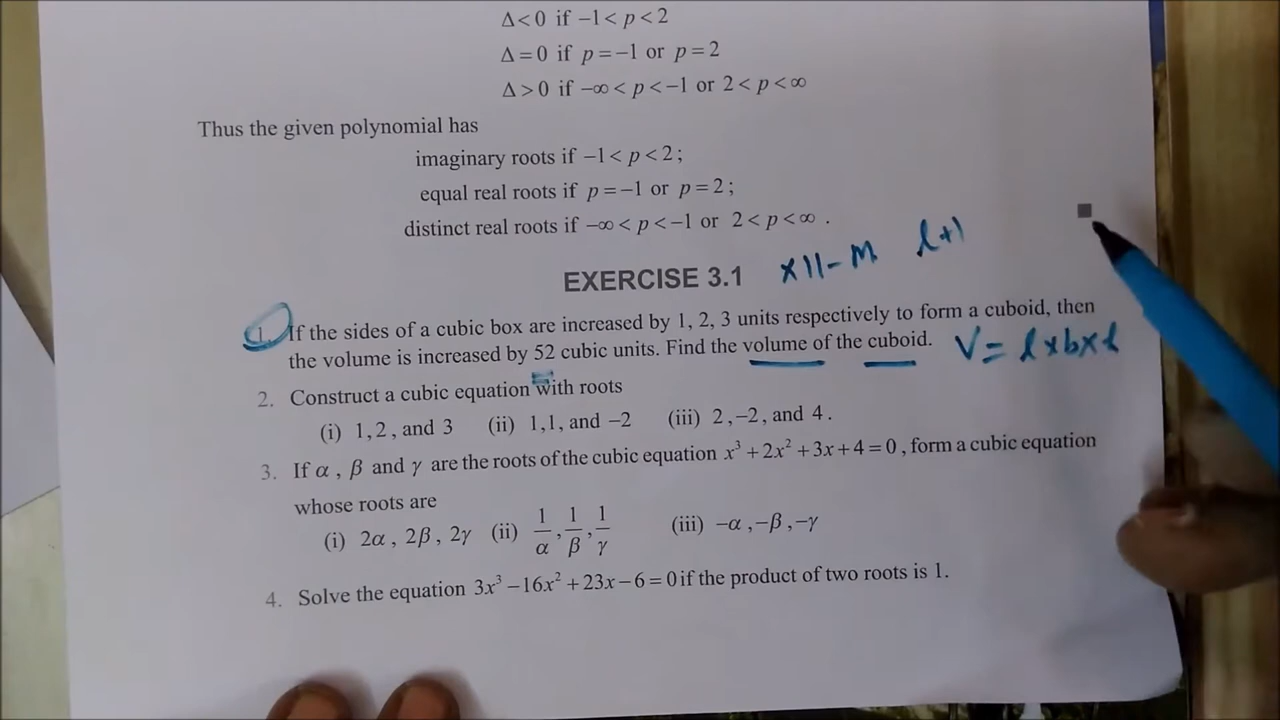 Δ<0 if −1<p<2
Δ=0 if p=−1 or p=2
Δ>0 if −∞<p<−1 or 2<p<∞
Thus the given polynomial has
imaginary roots if −1<p<2;
equal real roots if p=−1 or p=2;
distinct real roots if −∞<p<−1 or 2<p<∞.
EXERCISE 3.1 XII-M l+1
1. If the sides of a cubic box are increased by 1, 2, 3 units respectively to form a cuboid, then
the volume is increased by 52 cubic units. Find the volume of the cuboid. V= l×b×
2. Construct a cubic equation with roots
(i) 1,2, and 3 (ii) 1,1, and −2 (iii) 2,−2, and 4.
3. If α, β and γ are the roots of the cubic equation x³+2x²+3x+4=0, form a cubic equation
whose roots are
(i) 2α, 2β, 2γ (ii) 1/α, 1/β, 1/γ (iii) −α,−β,−γ
4. Solve the equation 3x³−16x²+23x−6=0 if the product of two roots is 1.